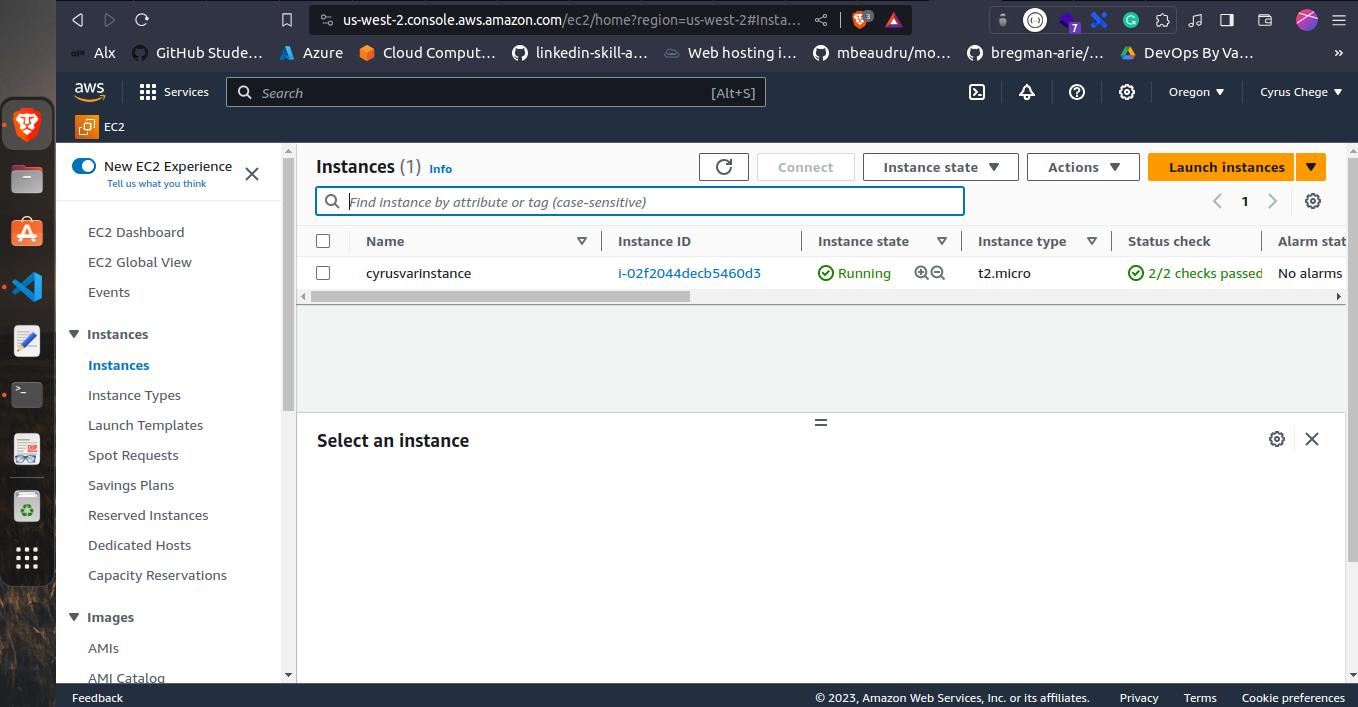 us-west-2.console.aws.amazon.com/ec2/home?region=us-west-2#Insta...
3
7
alx Alx GitHub Stude... Azure Cloud Comput... linkedin-skill-a... Web hosting i... mbeaudru/mo... bregman-arie/... DevOps By Va... »
aws Services Search [Alt+S] Oregon Cyrus Chege
EC2
New EC2 Experience
Tell us what you think
EC2 Dashboard
EC2 Global View
Events
Instances
Instances
Instance Types
Launch Templates
Spot Requests
Savings Plans
Reserved Instances
Dedicated Hosts
Capacity Reservations
Images
AMIs
AMI Catalog
Instances (1) Info
Connect Instance state Actions Launch instances
Find instance by attribute or tag (case-sensitive)
1
Name Instance ID Instance state Instance type Status check Alarm stat
cyrusvarinstance i-02f2044decb5460d3 Running t2.micro 2/2 checks passed No alarms
Select an instance
Feedback © 2023, Amazon Web Services, Inc. or its affiliates. Privacy Terms Cookie preferences